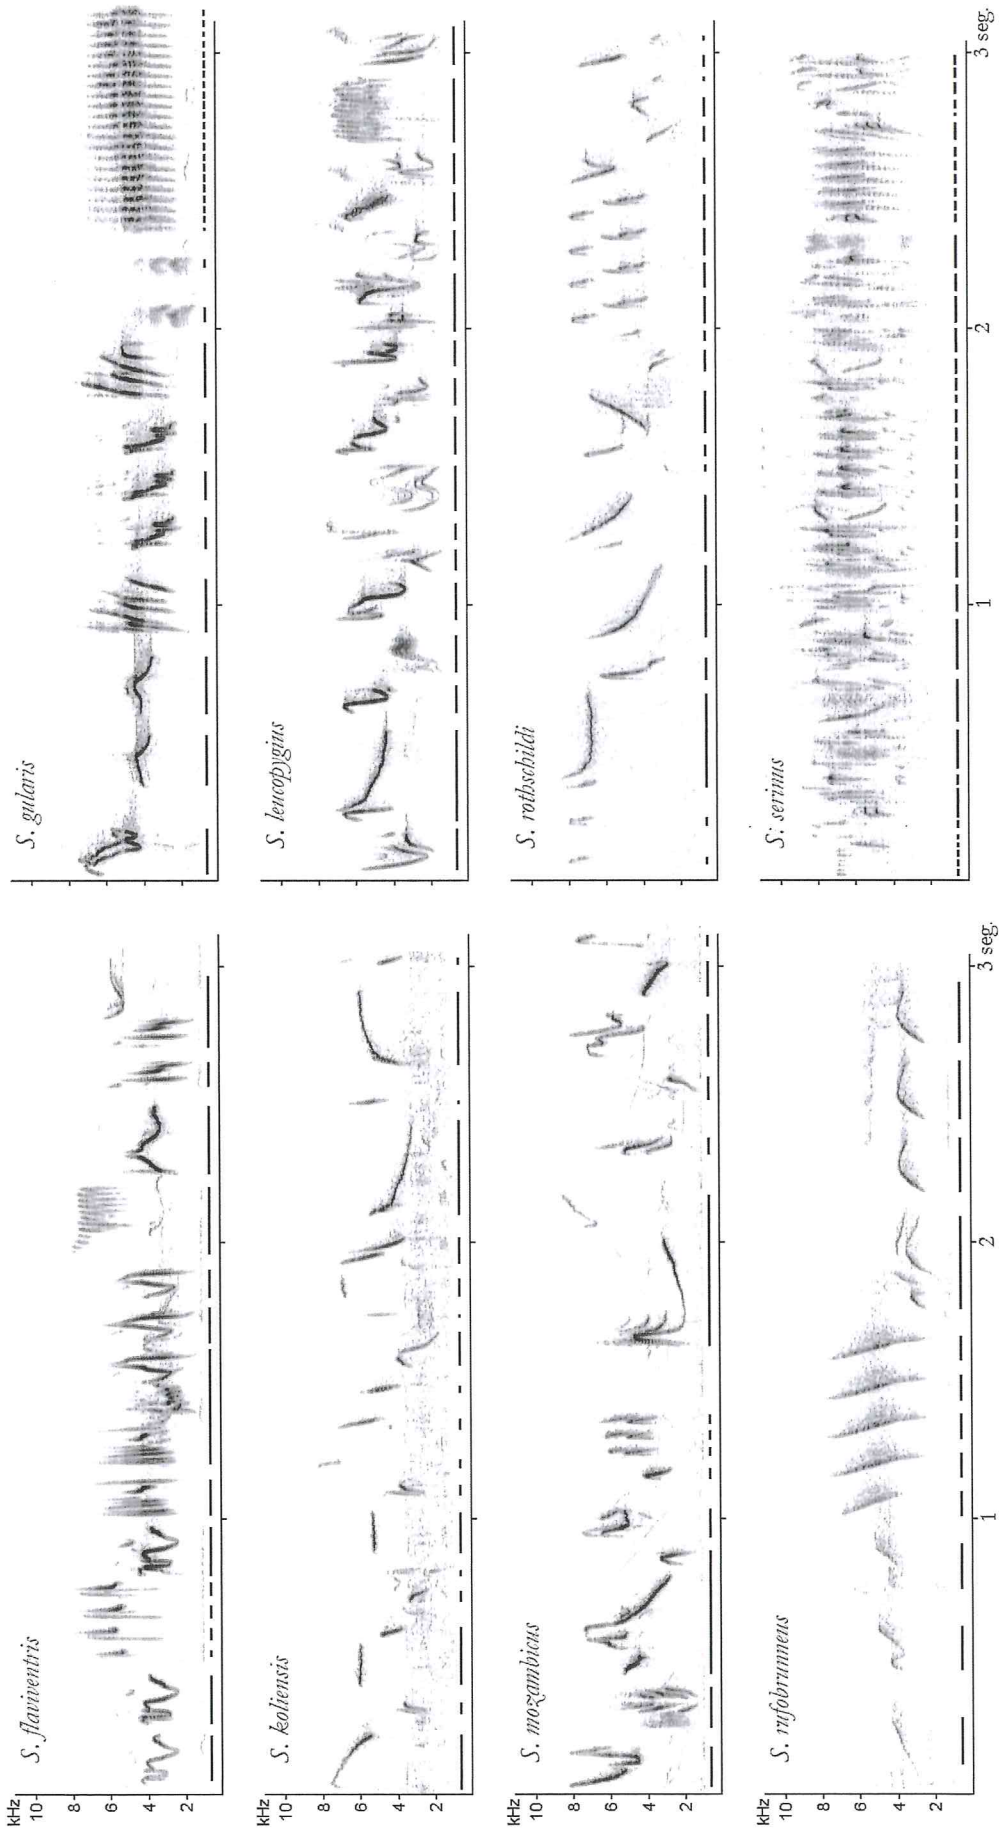 kHz
10
8
6
4
2
S. flaviventris
S. gularis
kHz
10
8
6
4
2
S. koliensis
S. leucopygius
kHz
10
8
6
4
2
S. mozambicus
S. rothschildi
kHz
10
8
6
4
2
S. rufobrunneus
S. serinus
1 2 3 seg.
1 2 3 seg.